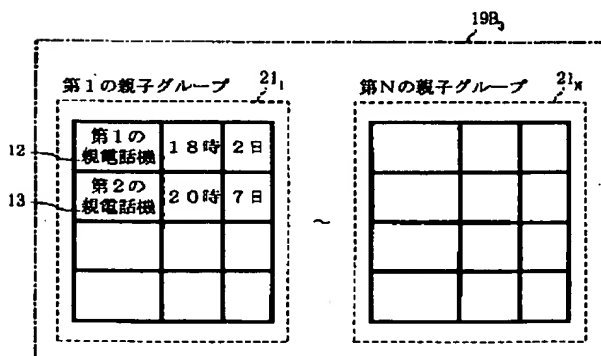 19B₃
第１の親子グループ 21₁
第Ｎの親子グループ 21N
12 第１の親電話機 １８時 ２日
13 第２の親電話機 ２０時 ７日
～